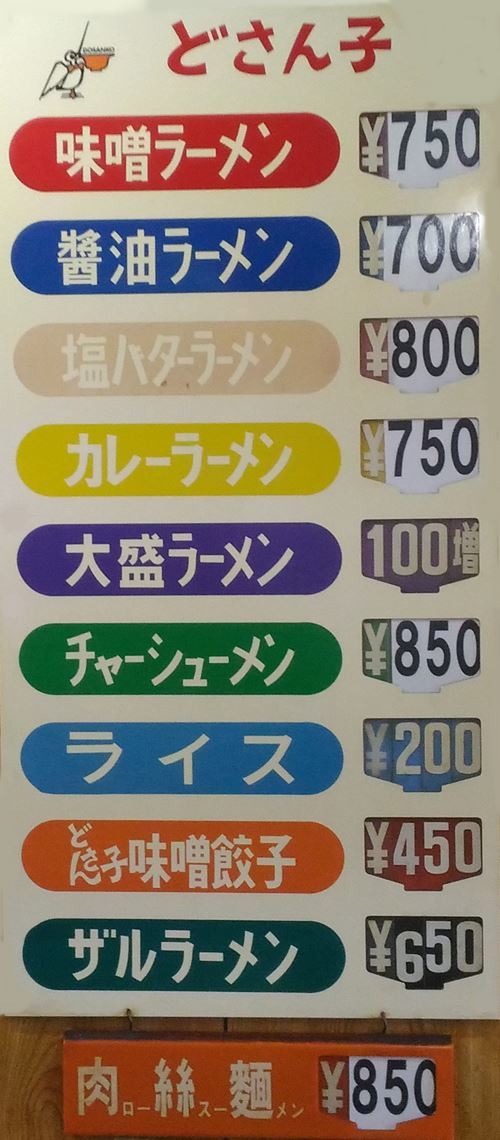 DOSANKO
どさん子
味噌ラーメン ¥750
醤油ラーメン ¥700
塩バターラーメン ¥800
カレーラーメン ¥750
大盛ラーメン 100増
チャーシューメン ¥850
ライス ¥200
どさん子味噌餃子 ¥450
ザルラーメン ¥650
肉ロー絲スー麵メン ¥850